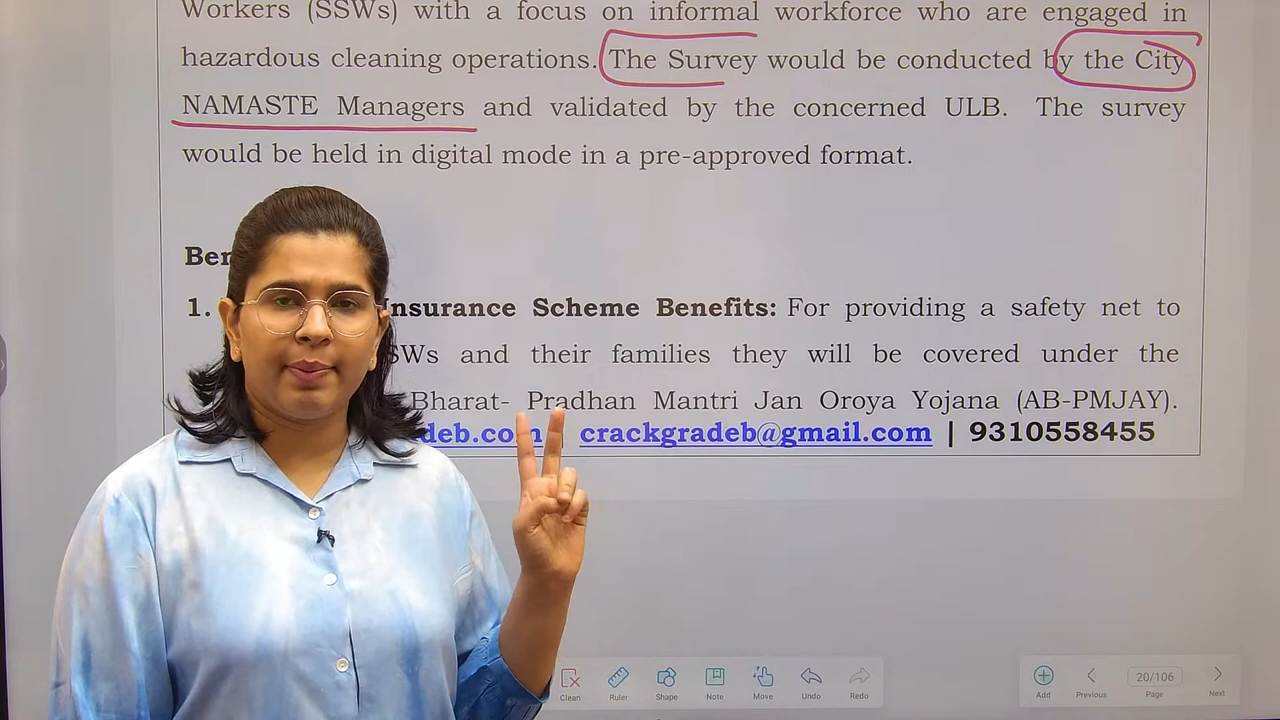 Workers (SSWs) with a focus on informal workforce who are engaged in
hazardous cleaning operations. The Survey would be conducted by the City
NAMASTE Managers and validated by the concerned ULB. The survey
would be held in digital mode in a pre-approved format.
1. Insurance Scheme Benefits: For providing a safety net to
and their families they will be covered under the
Bharat- Pradhan Mantri Jan Oroya Yojana (AB-PMJAY).
| crackgradeb@gmail.com | 9310558455
Clean Ruler Shape Note Move Undo Redo
Add Previous 20/106 Page Next